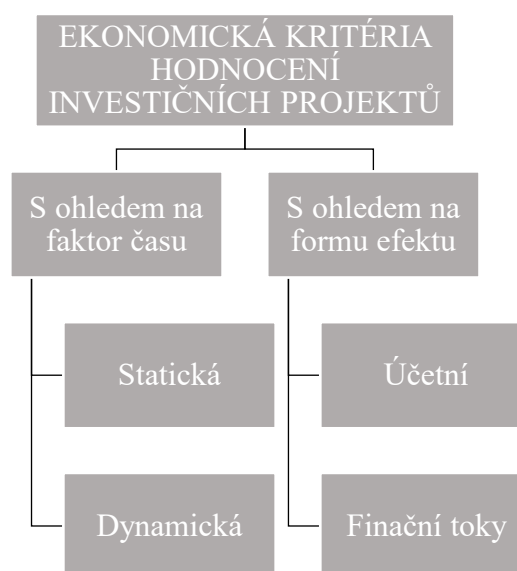 EKONOMICKÁ KRITÉRIA
HODNOCENÍ
INVESTIČNÍCH PROJEKTŮ
S ohledem na
faktor času
S ohledem na
formu efektu
Statická
Účetní
Dynamická
Finační toky